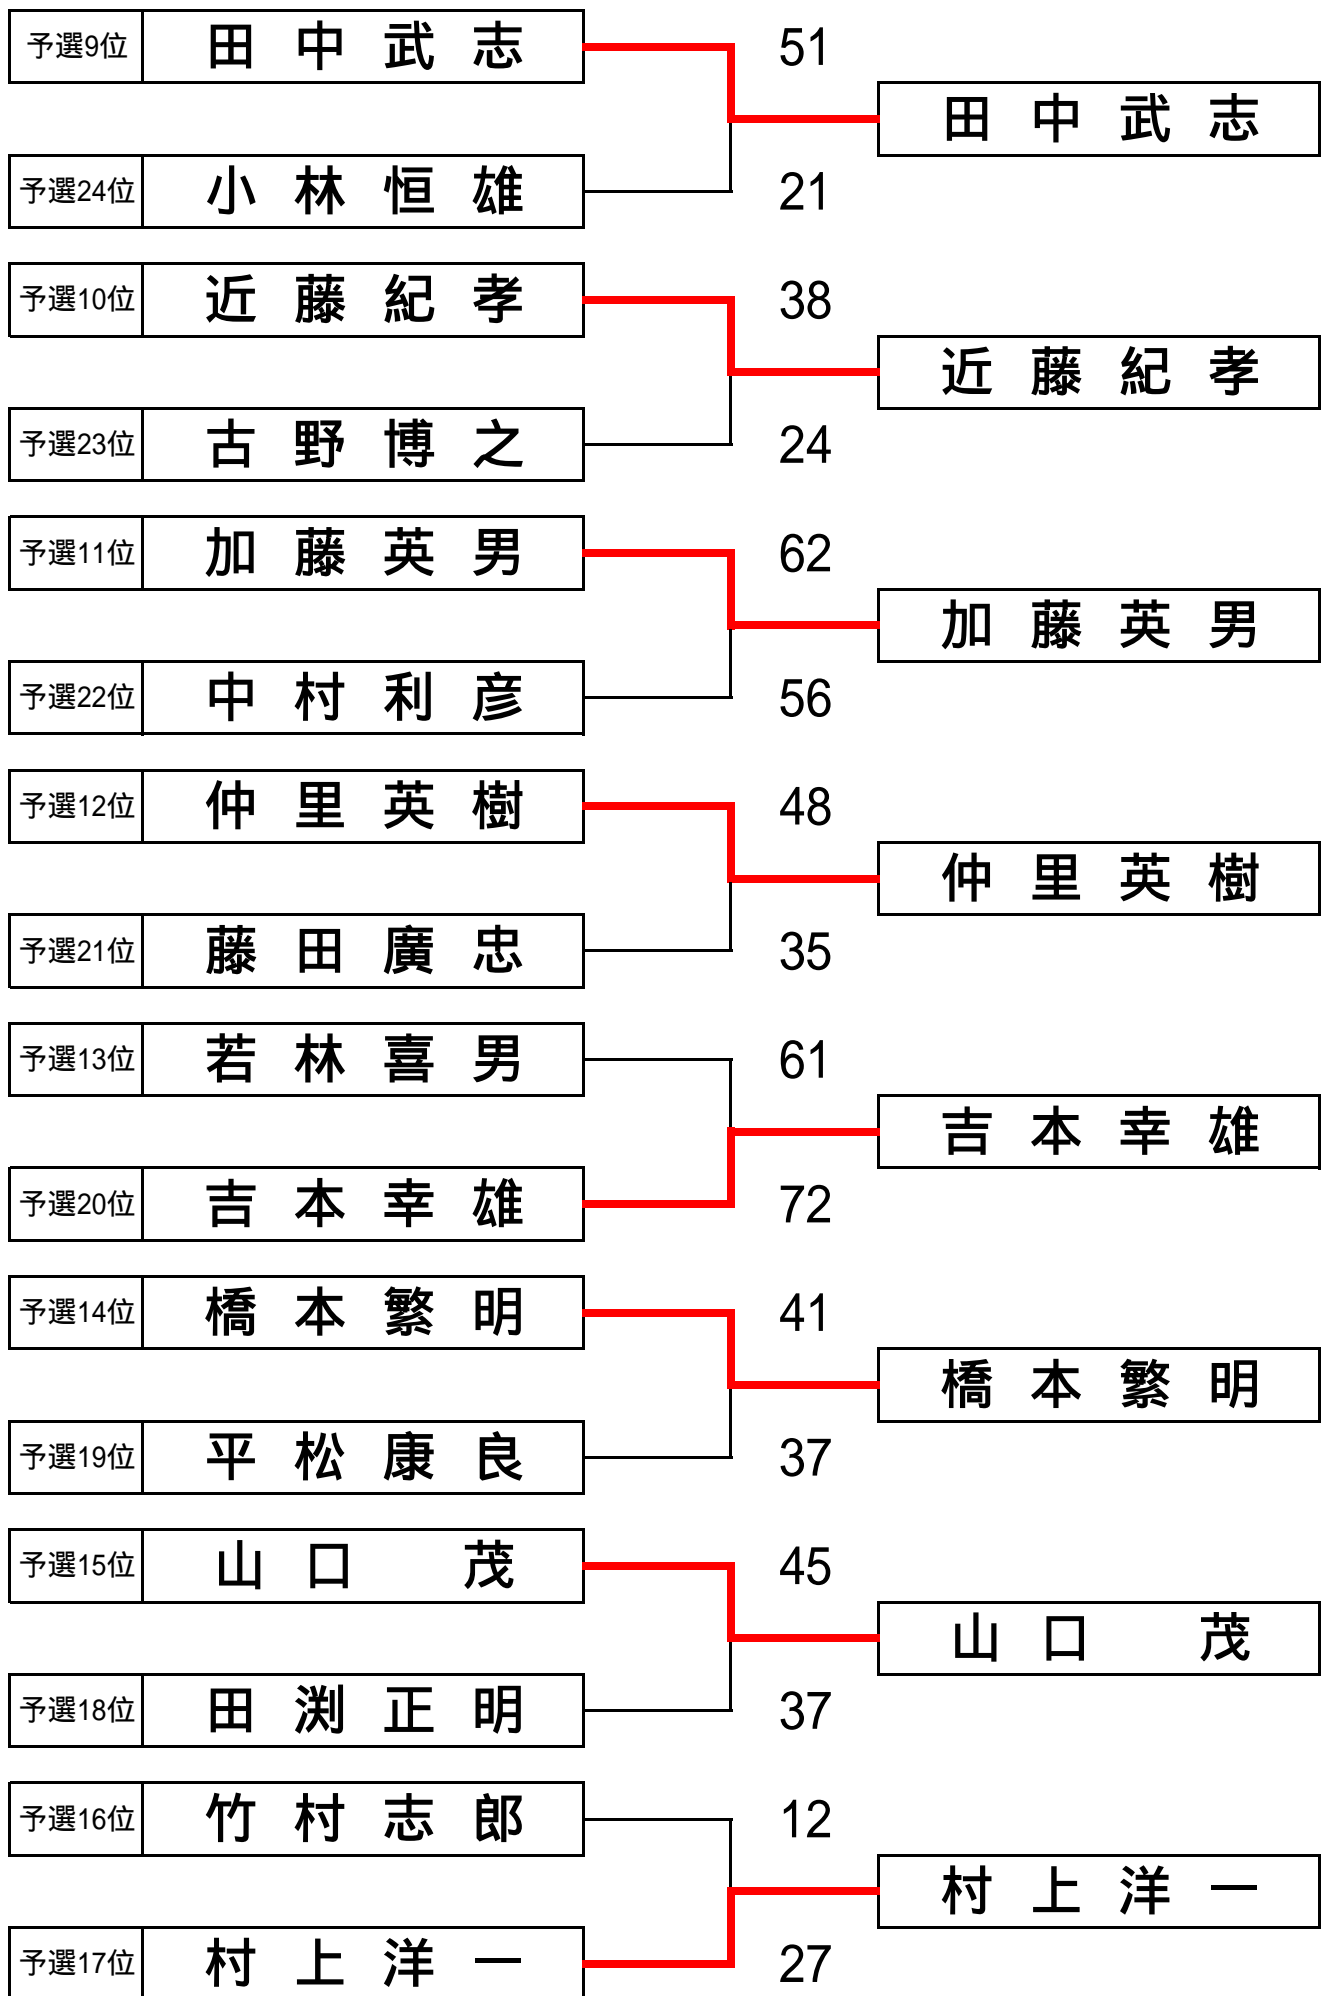 予選9位 田中武志 51
田中武志
予選24位 小林恒雄 21
予選10位 近藤紀孝 38
近藤紀孝
予選23位 古野博之 24
予選11位 加藤英男 62
加藤英男
予選22位 中村利彦 56
予選12位 仲里英樹 48
仲里英樹
予選21位 藤田廣忠 35
予選13位 若林喜男 61
吉本幸雄
予選20位 吉本幸雄 72
予選14位 橋本繁明 41
橋本繁明
予選19位 平松康良 37
予選15位 山口 茂 45
山口 茂
予選18位 田渕正明 37
予選16位 竹村志郎 12
村上洋一
予選17位 村上洋一 27